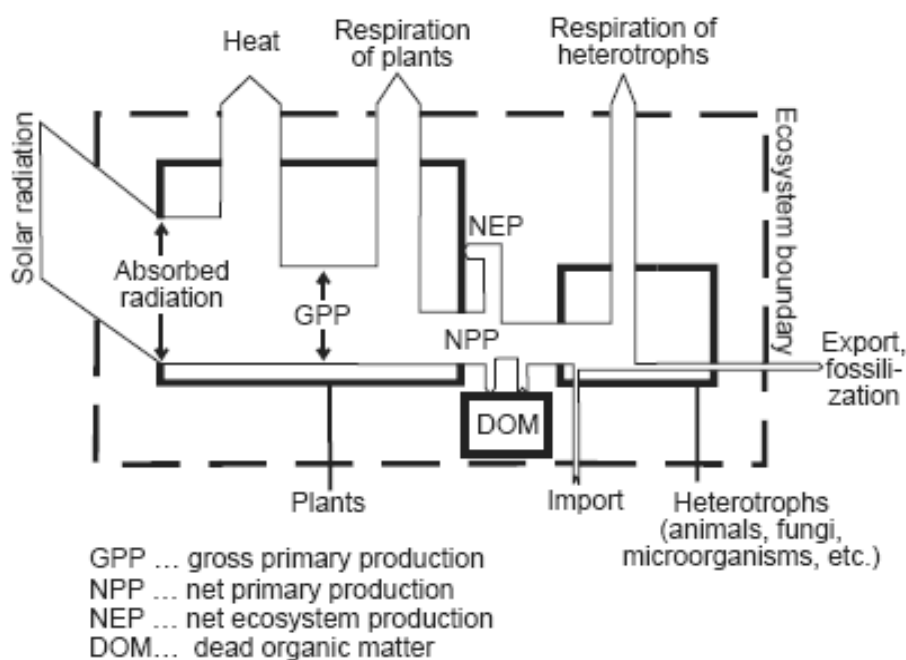 Heat
Respiration
of plants
Respiration of
heterotrophs
Solar radiation
Ecosystem boundary
NEP
Absorbed
radiation
GPP
NPP
Export,
fossili-
zation
DOM
Plants
Import
Heterotrophs
(animals, fungi,
microorganisms, etc.)
GPP ... gross primary production
NPP ... net primary production
NEP ... net ecosystem production
DOM... dead organic matter